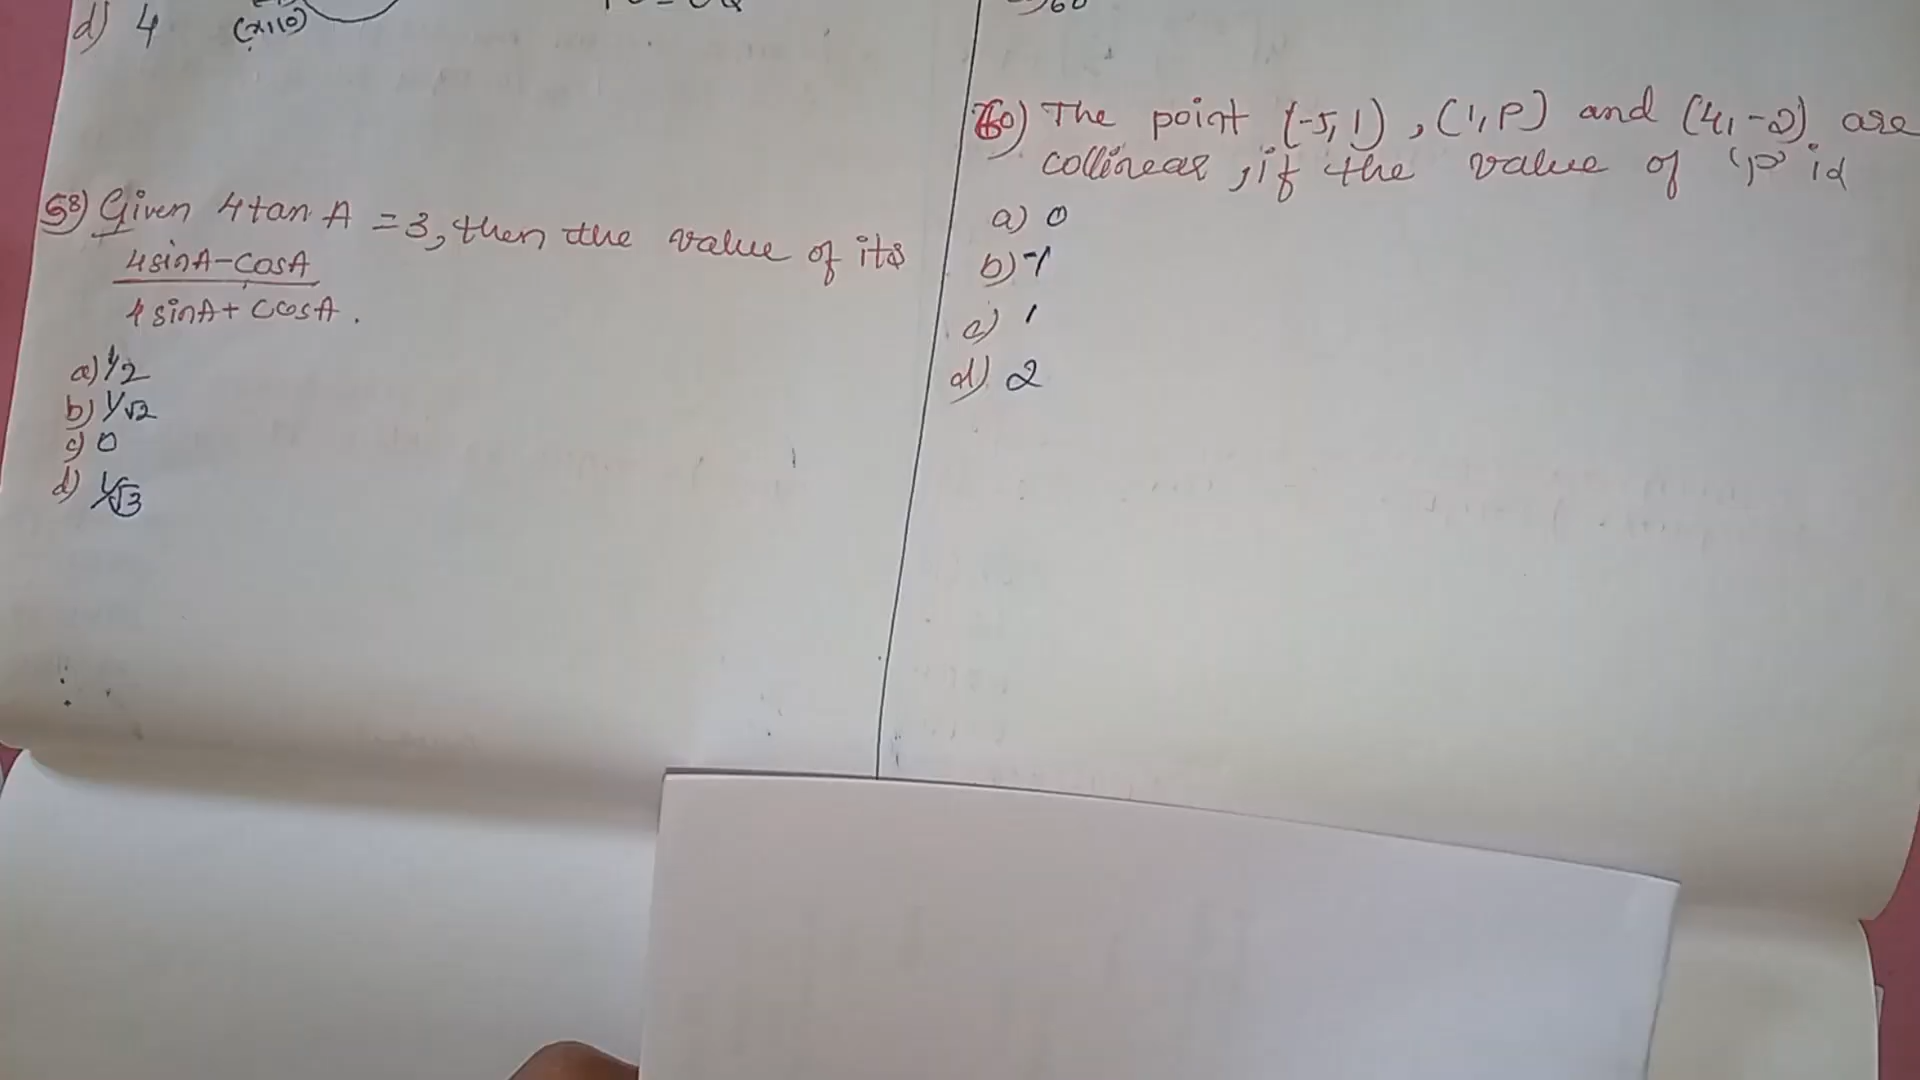 d) 4 (x110)
58) Given 4tan A = 3, then the value of its
4sinA-CosA
4 sinA+ CcosA.
a) 1/2
b) 1/√2
c) 0
d) 1/√3
60) The point (-5,1), (1,P) and (4,-2) are
collinear, if the value of 'p' id
a) 0
b) -1
c) 1
d) 2